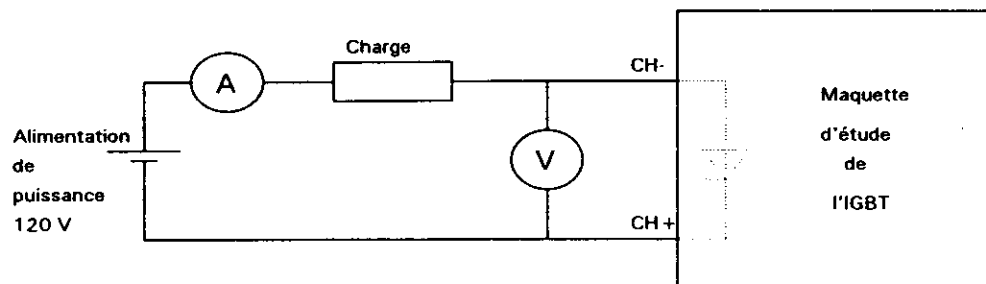 Charge
A
CH-
Maquette
d'étude
de
l'IGBT
Alimentation
de
puissance
120 V
V
CH +